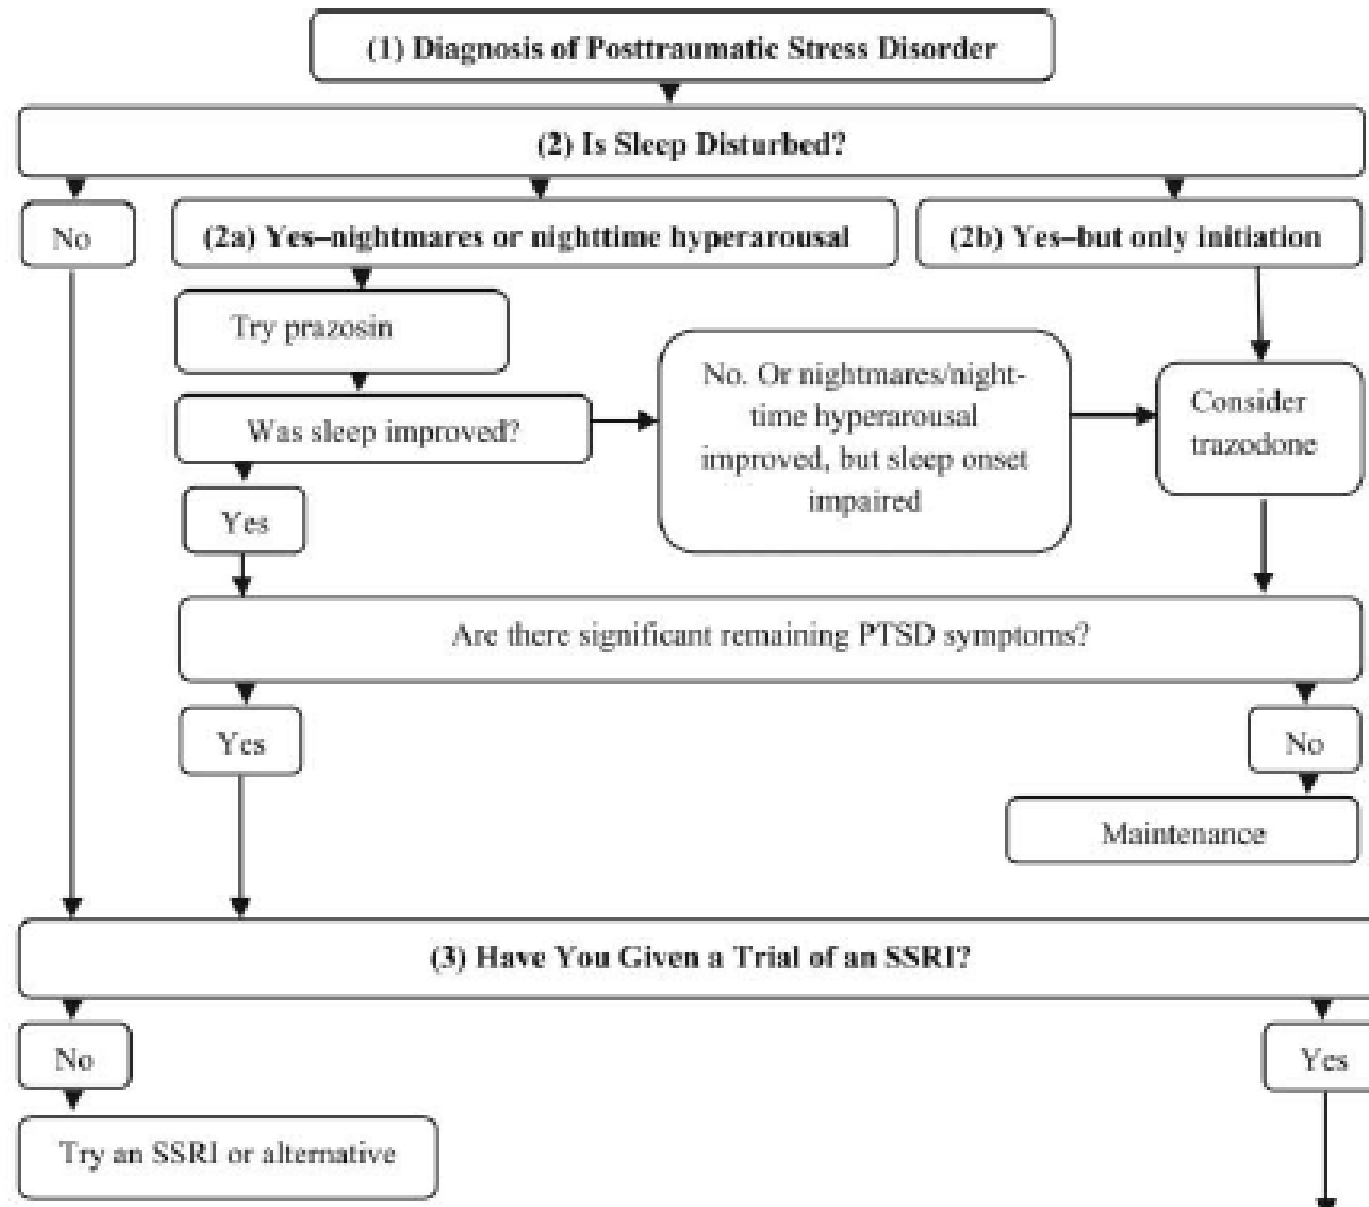 (1) Diagnosis of Posttraumatic Stress Disorder
(2) Is Sleep Disturbed?
No
(2a) Yes–nightmares or nighttime hyperarousal
(2b) Yes–but only initiation
Try prazosin
No. Or nightmares/night-
time hyperarousal
improved, but sleep onset
impaired
Consider
trazodone
Was sleep improved?
Yes
Are there significant remaining PTSD symptoms?
Yes
No
Maintenance
(3) Have You Given a Trial of an SSRI?
No
Yes
Try an SSRI or alternative